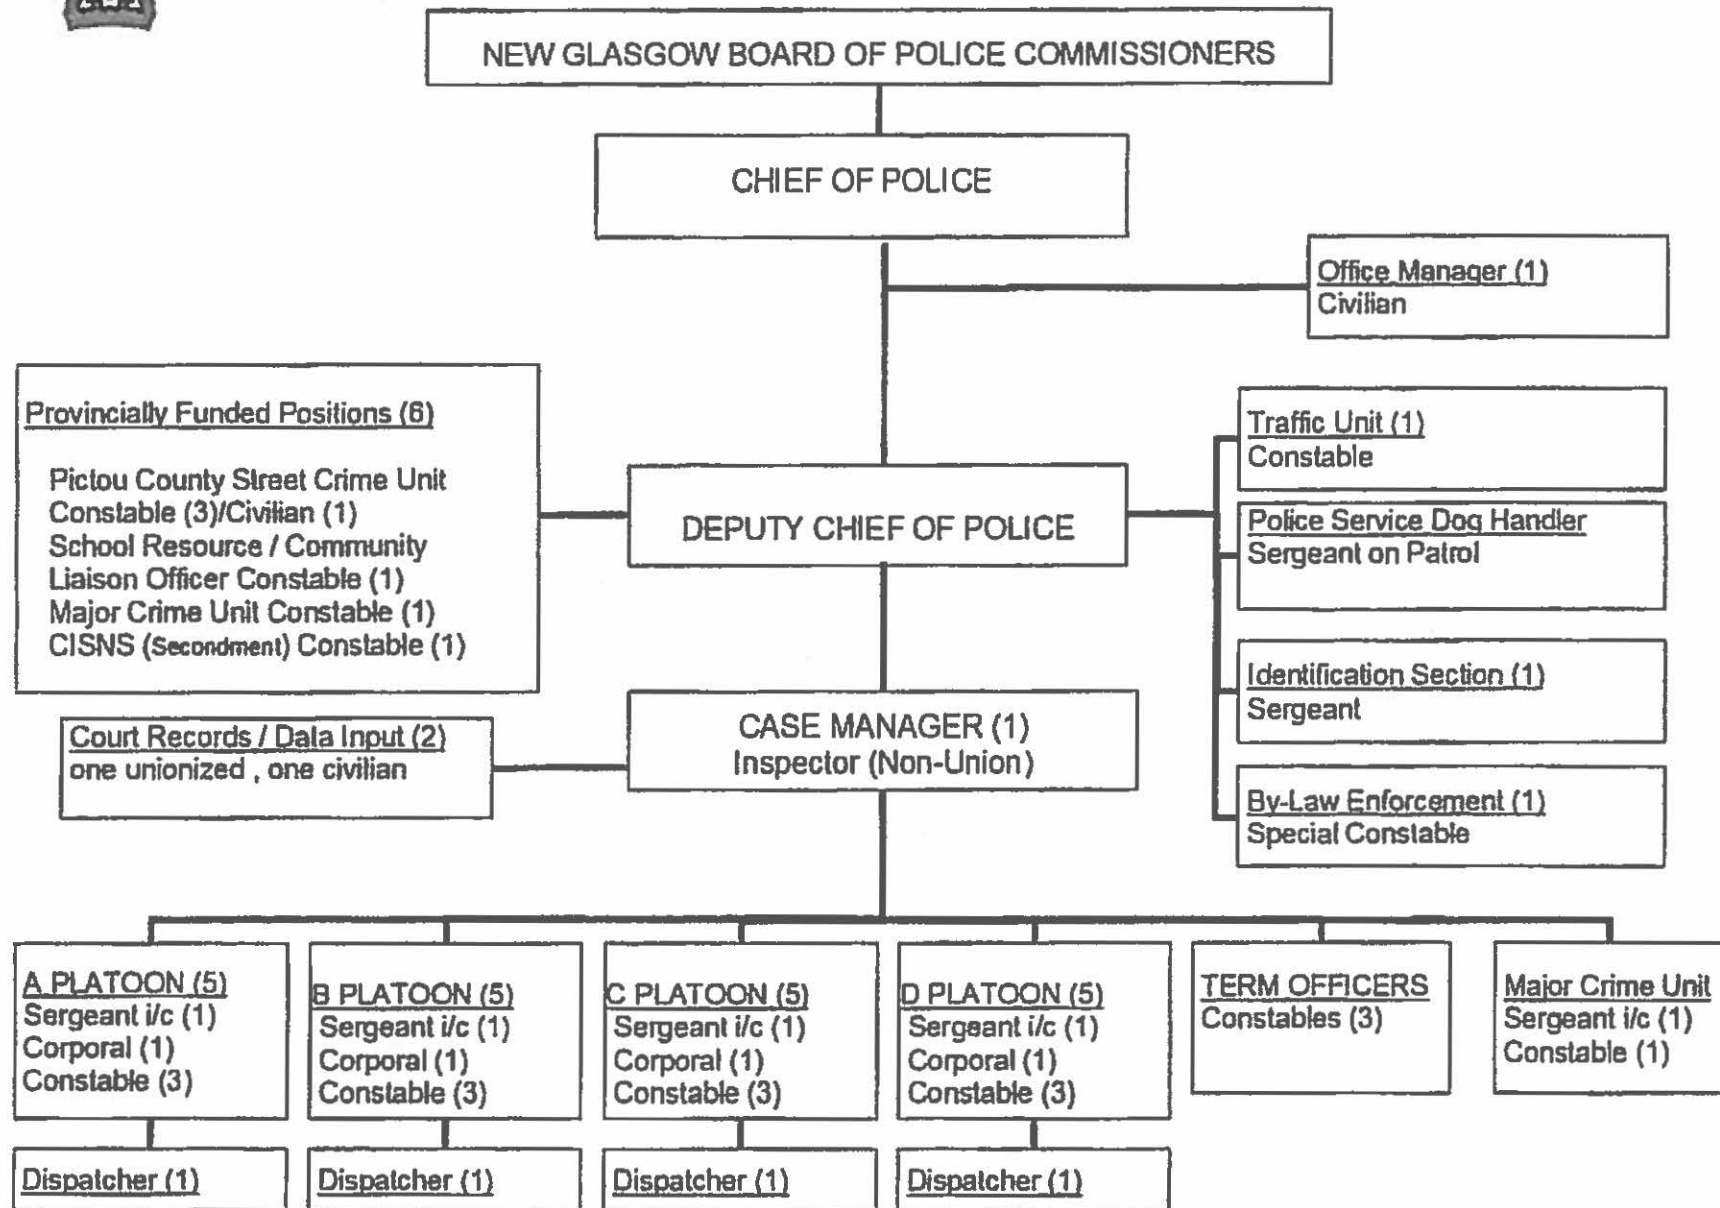 NEW GLASGOW BOARD OF POLICE COMMISSIONERS
CHIEF OF POLICE
Office Manager (1)
Civilian
Provincially Funded Positions (6)
Pictou County Street Crime Unit
Constable (3)/Civilian (1)
School Resource / Community
Liaison Officer Constable (1)
Major Crime Unit Constable (1)
CISNS (Secondment) Constable (1)
DEPUTY CHIEF OF POLICE
Traffic Unit (1)
Constable
Police Service Dog Handler
Sergeant on Patrol
Identification Section (1)
Sergeant
By-Law Enforcement (1)
Special Constable
Court Records / Data Input (2)
one unionized , one civilian
CASE MANAGER (1)
Inspector (Non-Union)
A PLATOON (5)
Sergeant i/c (1)
Corporal (1)
Constable (3)
B PLATOON (5)
Sergeant i/c (1)
Corporal (1)
Constable (3)
C PLATOON (5)
Sergeant i/c (1)
Corporal (1)
Constable (3)
D PLATOON (5)
Sergeant i/c (1)
Corporal (1)
Constable (3)
TERM OFFICERS
Constables (3)
Major Crime Unit
Sergeant i/c (1)
Constable (1)
Dispatcher (1)
Dispatcher (1)
Dispatcher (1)
Dispatcher (1)